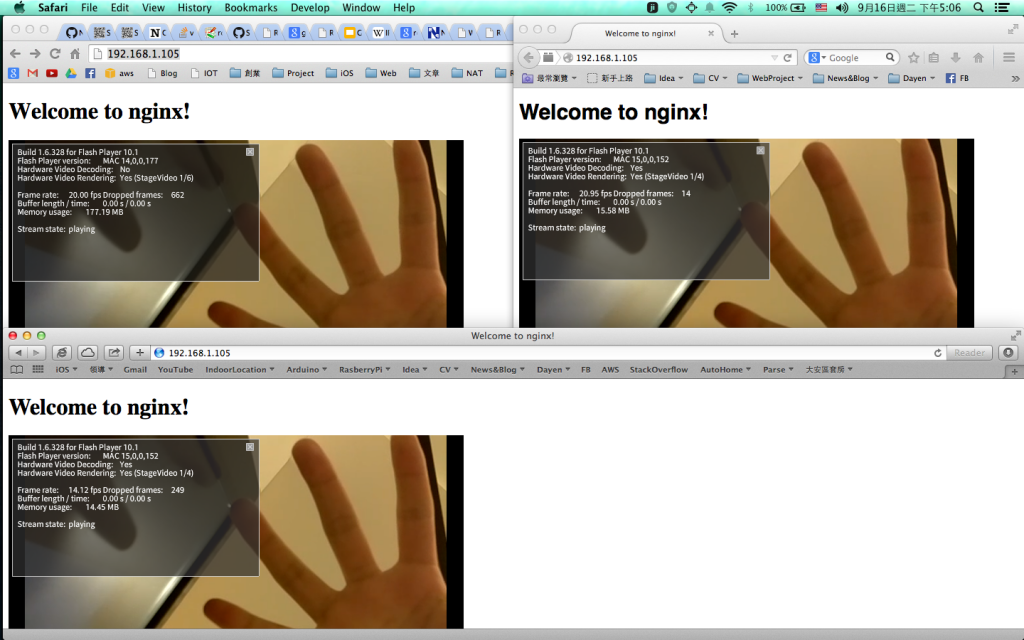 Safari File Edit View History Bookmarks Develop Window Help 100% 9月16日週二 下午5:06
192.168.1.105
aws Blog IOT 創業 Project iOS Web 文章 NAT
Welcome to nginx!
Build 1.6.328 for Flash Player 10.1
Flash Player version: MAC 14,0,0,177
Hardware Video Decoding: No
Hardware Video Rendering: Yes (StageVideo 1/6)
Frame rate: 20.00 fps Dropped frames: 662
Buffer length / time: 0.00 s / 0.00 s
Memory usage: 177.19 MB
Stream state: playing
Welcome to nginx!
192.168.1.105 Google
最常瀏覽 新手上路 Idea CV WebProject News&Blog Dayen FB
Welcome to nginx!
Build 1.6.328 for Flash Player 10.1
Flash Player version: MAC 15,0,0,152
Hardware Video Decoding: Yes
Hardware Video Rendering: Yes (StageVideo 1/4)
Frame rate: 20.95 fps Dropped frames: 14
Buffer length / time: 0.00 s / 0.00 s
Memory usage: 15.58 MB
Stream state: playing
Welcome to nginx!
192.168.1.105 Reader
iOS 領導 Gmail YouTube IndoorLocation Arduino RasberryPi Idea CV News&Blog Dayen FB AWS StackOverflow AutoHome Parse 大安區套房
Welcome to nginx!
Build 1.6.328 for Flash Player 10.1
Flash Player version: MAC 15,0,0,152
Hardware Video Decoding: Yes
Hardware Video Rendering: Yes (StageVideo 1/4)
Frame rate: 14.12 fps Dropped frames: 249
Buffer length / time: 0.00 s / 0.00 s
Memory usage: 14.45 MB
Stream state: playing